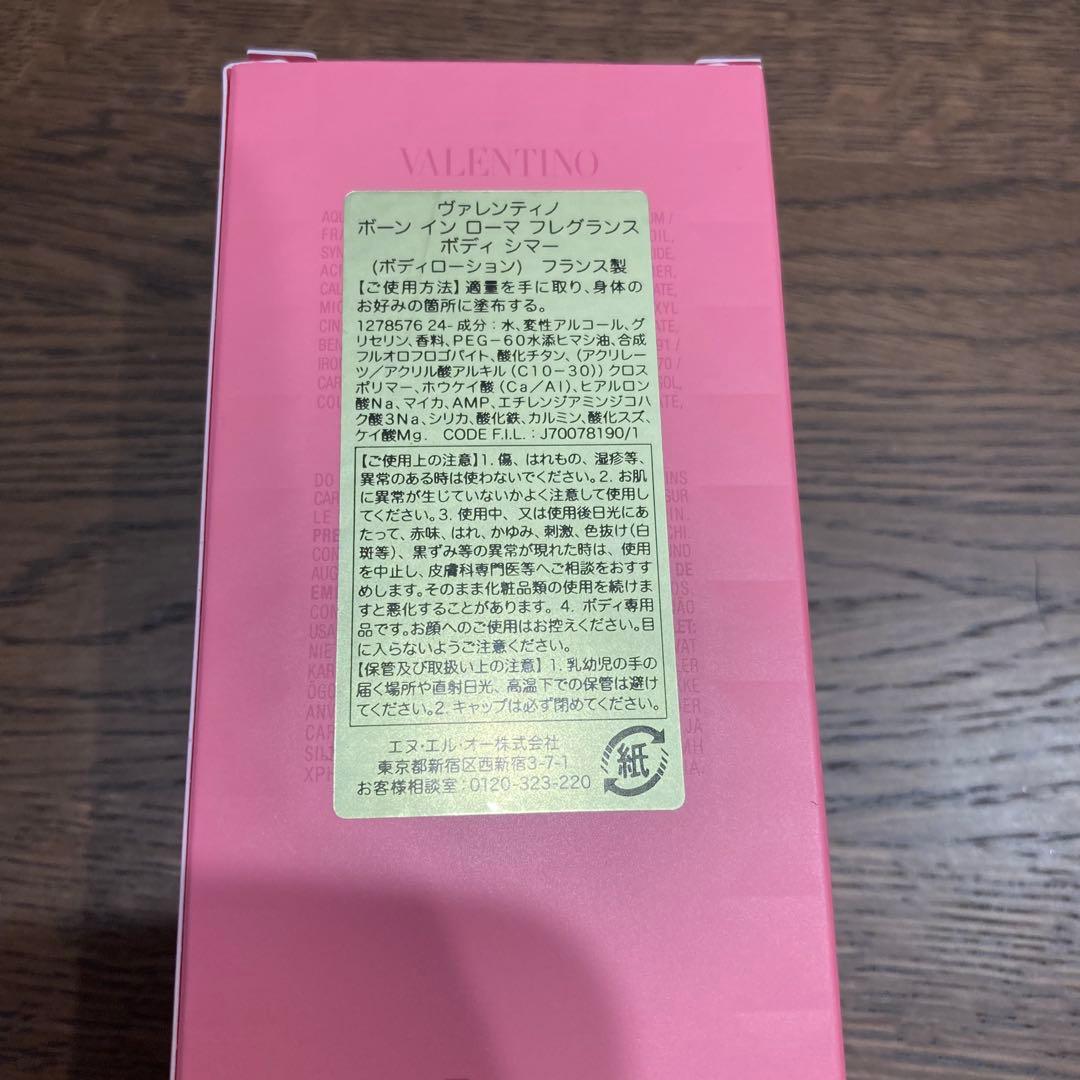 VALENTINO
ヴァレンティノ
ボーン イン ローマ フレグランス
ボディ シマー
(ボディローション) フランス製
【ご使用方法】適量を手に取り、身体の
お好みの箇所に塗布する。
1278576 24- 成分：水、変性アルコール、グ
リセリン、香料、PEG-60水添ヒマシ油、合成
フルオロフロゴパイト、酸化チタン、(アクリレー
ツ/アクリル酸アルキル(C10-30))クロス
ポリマー、ホウケイ酸(Ca/Al)、ヒアルロン
酸Na、マイカ、AMP、エチレンジアミンジコハ
ク酸3Na、シリカ、酸化鉄、カルミン、酸化スズ、
ケイ酸Mg. CODE F.I.L.：J70078190/1
【ご使用上の注意】1. 傷、はれもの、湿疹等、
異常のある時は使わないでください。2. お肌
に異常が生じていないかよく注意して使用し
てください。3. 使用中、又は使用後日光にあ
たって、赤味、はれ、かゆみ、刺激、色抜け(白
斑等)、黒ずみ等の異常が現れた時は、使用
を中止し、皮膚科専門医等へご相談をおすす
めします。そのまま化粧品類の使用を続けま
すと悪化することがあります。4. ボディ専用
品です。お顔へのご使用はお控えください。目
に入らないようご注意ください。
【保管及び取扱い上の注意】1. 乳幼児の手の
届く場所や直射日光、高温下での保管は避け
てください。2. キャップは必ず閉めてください。
エヌ・エル・オー株式会社
東京都新宿区西新宿3-7-1
お客様相談室：0120-323-220
紙